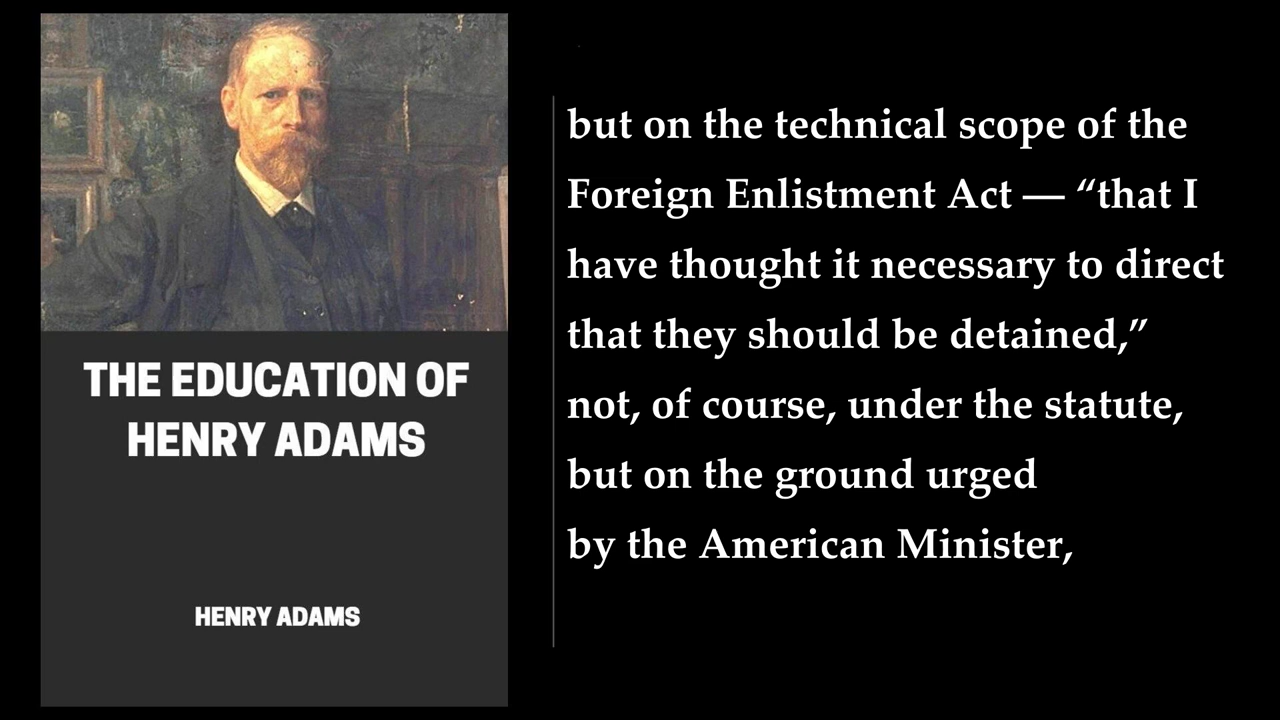 THE EDUCATION OF
HENRY ADAMS
HENRY ADAMS
but on the technical scope of the
Foreign Enlistment Act — “that I
have thought it necessary to direct
that they should be detained,”
not, of course, under the statute,
but on the ground urged
by the American Minister,